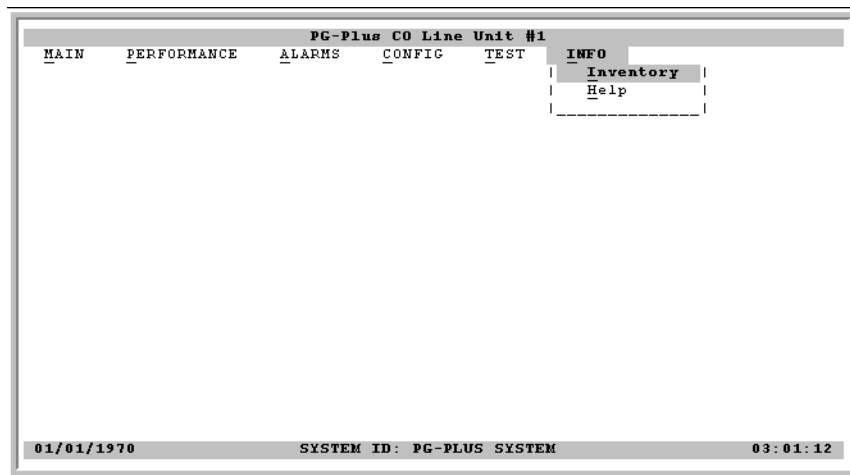 PG-Plus CO Line Unit #1
MAIN PERFORMANCE ALARMS CONFIG TEST INFO
Inventory
Help
01/01/1970 SYSTEM ID: PG-PLUS SYSTEM 03:01:12